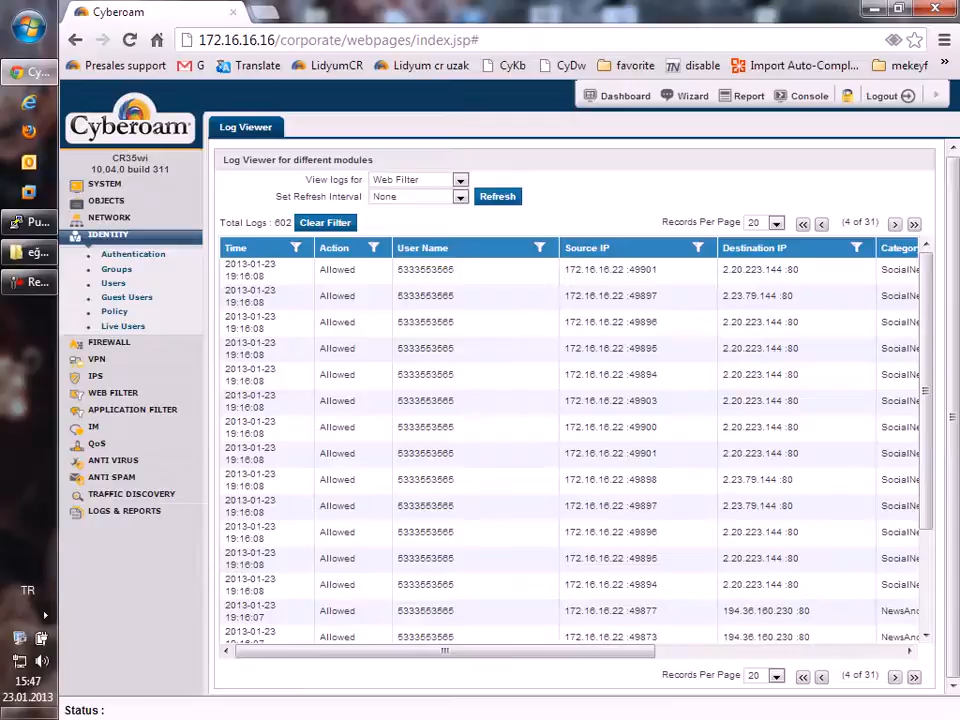 Cyberoam
172.16.16.16/corporate/webpages/index.jsp#
Cy...
Presales support G Translate LidyumCR Lidyum cr uzak CyKb CyDw favorite disable Import Auto-Compl... mekeyf »
Dashboard Wizard Report Console Logout
Cyberoam
Log Viewer
CR35wi
10.04.0 build 311
SYSTEM
OBJECTS
NETWORK
IDENTITY
Authentication
Groups
Users
Guest Users
Policy
Live Users
FIREWALL
VPN
IPS
WEB FILTER
APPLICATION FILTER
IM
QoS
ANTI VIRUS
ANTI SPAM
TRAFFIC DISCOVERY
LOGS & REPORTS
Pu...
eğ...
Re...
TR
15:47
23.01.2013
Log Viewer for different modules
View logs for Web Filter
Set Refresh Interval None Refresh
Total Logs : 602 Clear Filter Records Per Page 20 (4 of 31)
Time Action User Name Source IP Destination IP Categor
2013-01-23 19:16:08 Allowed 5333553565 172.16.16.22 :49901 2.20.223.144 :80 SocialNe
2013-01-23 19:16:08 Allowed 5333553565 172.16.16.22 :49897 2.23.79.144 :80 SocialNe
2013-01-23 19:16:08 Allowed 5333553565 172.16.16.22 :49896 2.20.223.144 :80 SocialNe
2013-01-23 19:16:08 Allowed 5333553565 172.16.16.22 :49895 2.20.223.144 :80 SocialNe
2013-01-23 19:16:08 Allowed 5333553565 172.16.16.22 :49894 2.20.223.144 :80 SocialNe
2013-01-23 19:16:08 Allowed 5333553565 172.16.16.22 :49903 2.20.223.144 :80 SocialNe
2013-01-23 19:16:08 Allowed 5333553565 172.16.16.22 :49900 2.20.223.144 :80 SocialNe
2013-01-23 19:16:08 Allowed 5333553565 172.16.16.22 :49901 2.20.223.144 :80 SocialNe
2013-01-23 19:16:08 Allowed 5333553565 172.16.16.22 :49898 2.23.79.144 :80 SocialNe
2013-01-23 19:16:08 Allowed 5333553565 172.16.16.22 :49897 2.23.79.144 :80 SocialNe
2013-01-23 19:16:08 Allowed 5333553565 172.16.16.22 :49896 2.20.223.144 :80 SocialNe
2013-01-23 19:16:08 Allowed 5333553565 172.16.16.22 :49895 2.20.223.144 :80 SocialNe
2013-01-23 19:16:08 Allowed 5333553565 172.16.16.22 :49894 2.20.223.144 :80 SocialNe
2013-01-23 19:16:07 Allowed 5333553565 172.16.16.22 :49877 194.36.160.230 :80 NewsAnd
2013-01-23 19:16:07 Allowed 5333553565 172.16.16.22 :49873 194.36.160.230 :80 NewsAnd
Records Per Page 20 (4 of 31)
Status :